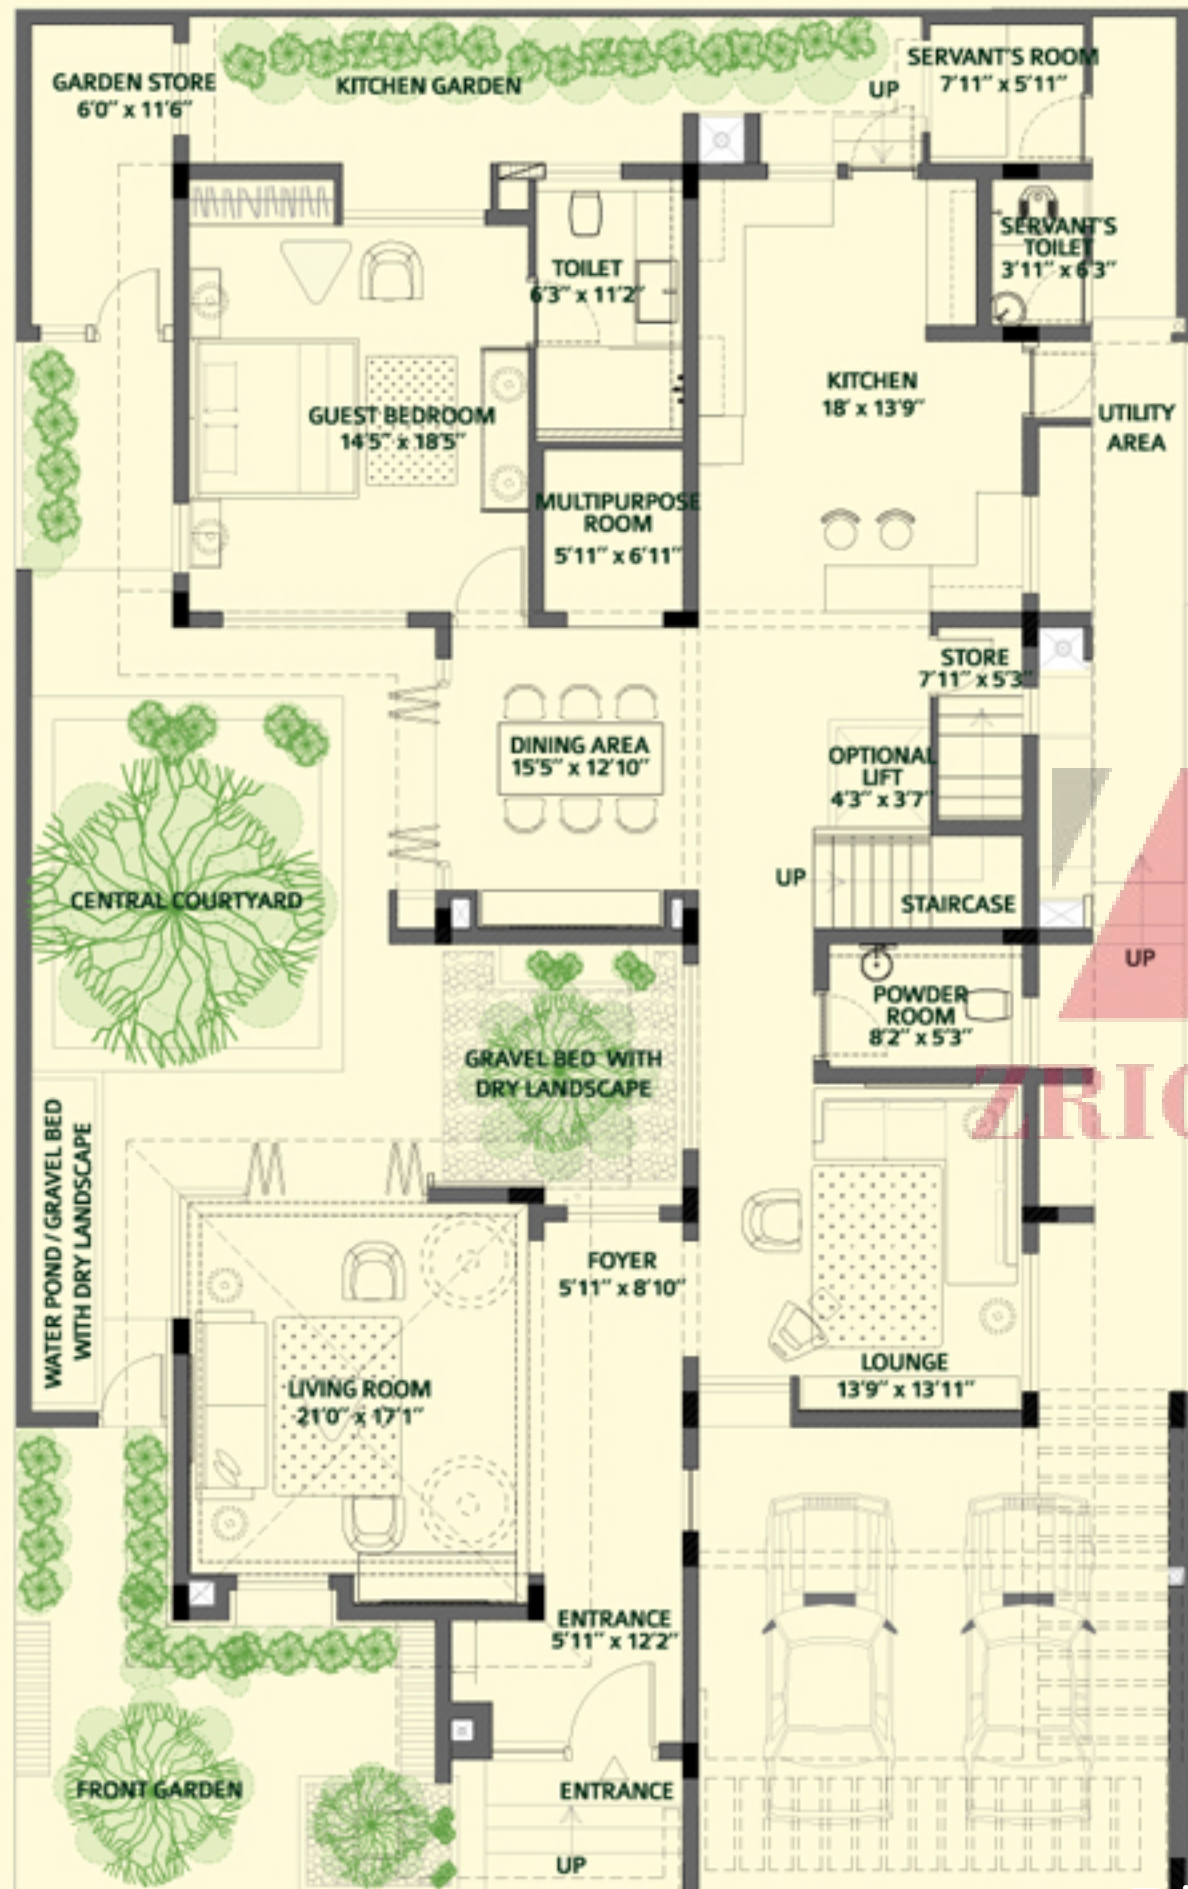 GARDEN STORE
6'0" x 11'6"
KITCHEN GARDEN
UP
SERVANT'S ROOM
7'11" x 5'11"
SERVANT'S
TOILET
3'11" x 6'3"
TOILET
6'3" x 11'2"
KITCHEN
18' x 13'9"
UTILITY
AREA
GUEST BEDROOM
14'5" x 18'5"
MULTIPURPOSE
ROOM
5'11" x 6'11"
STORE
7'11" x 5'3"
DINING AREA
15'5" x 12'10"
OPTIONAL
LIFT
4'3" x 3'7"
UP
STAIRCASE
CENTRAL COURTYARD
UP
POWDER
ROOM
8'2" x 5'3"
GRAVEL BED WITH
DRY LANDSCAPE
ZRIC
WATER POND / GRAVEL BED
WITH DRY LANDSCAPE
FOYER
5'11" x 8'10"
LOUNGE
13'9" x 13'11"
LIVING ROOM
21'0" x 17'1"
ENTRANCE
5'11" x 12'2"
FRONT GARDEN
ENTRANCE
UP